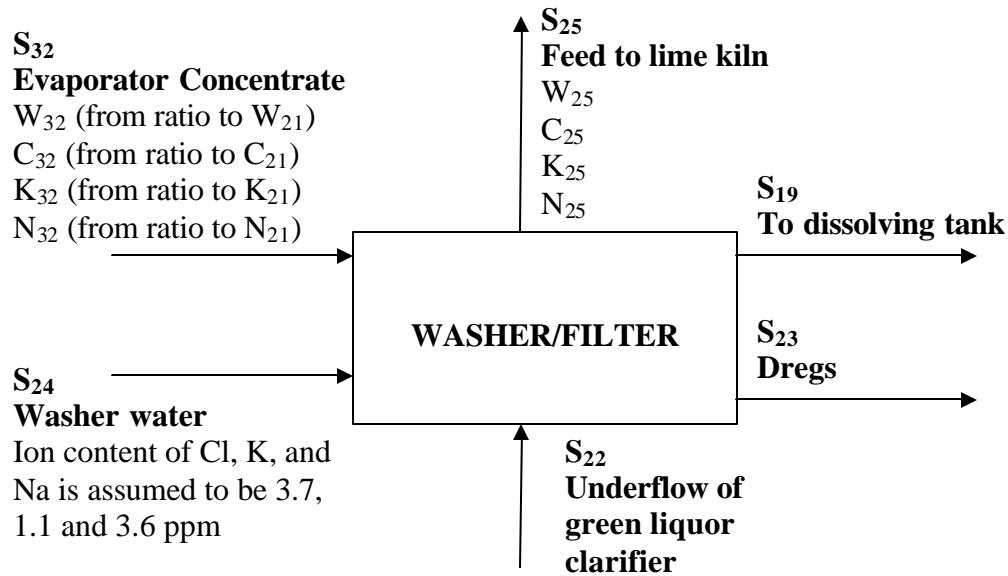 S₃₂
Evaporator Concentrate
W₃₂ (from ratio to W₂₁)
C₃₂ (from ratio to C₂₁)
K₃₂ (from ratio to K₂₁)
N₃₂ (from ratio to N₂₁)
S₂₅
Feed to lime kiln
W₂₅
C₂₅
K₂₅
N₂₅
S₁₉
To dissolving tank
WASHER/FILTER
S₂₃
Dregs
S₂₄
Washer water
Ion content of Cl, K, and
Na is assumed to be 3.7,
1.1 and 3.6 ppm
S₂₂
Underflow of
green liquor
clarifier